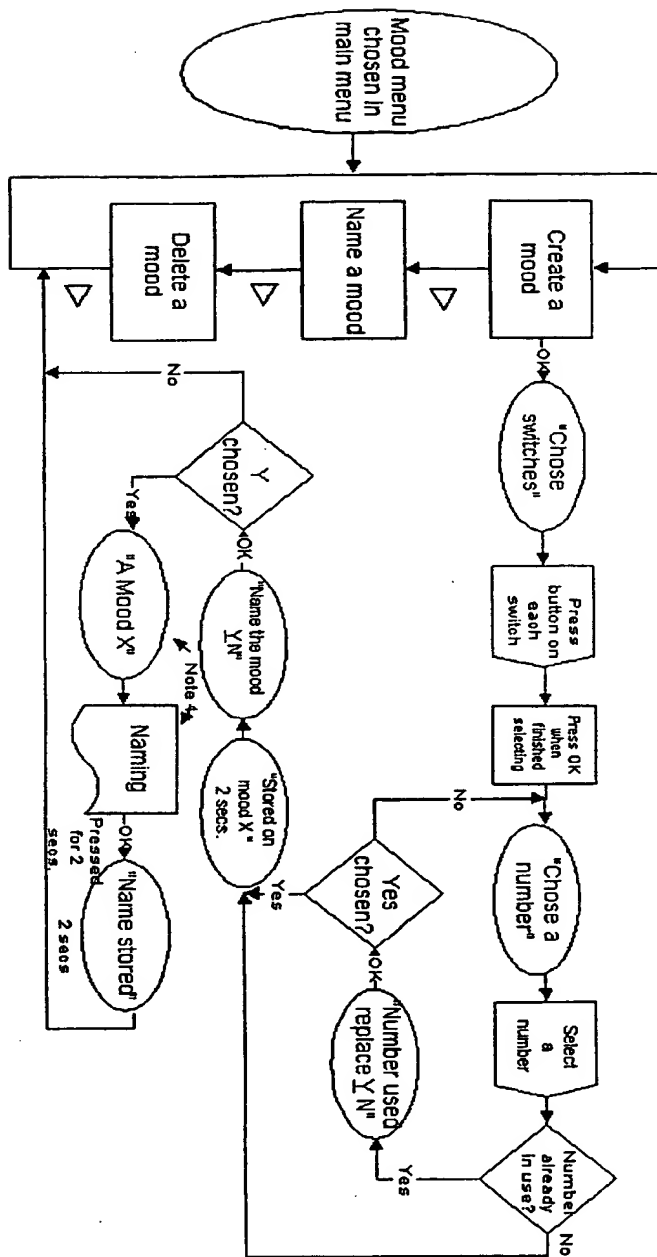 Mood menu
chosen in
main menu
Create a
mood
Name a mood
Delete a
mood
OK
"Chose
switches"
Press
button on
each
switch
Press OK
when
finished
selecting
"Chose a
number"
Select
a
number
Number
already
in use?
No
Yes
"Number used
replace Y N"
OK
Yes
chosen?
No
Yes
"Stored on
mood X"
2 secs.
"Name the mood
YN"
OK
Y
chosen?
No
Yes
"A Mood X"
Note 4
Naming
OK
Pressed
for 2
secs.
"Name stored"
2 secs